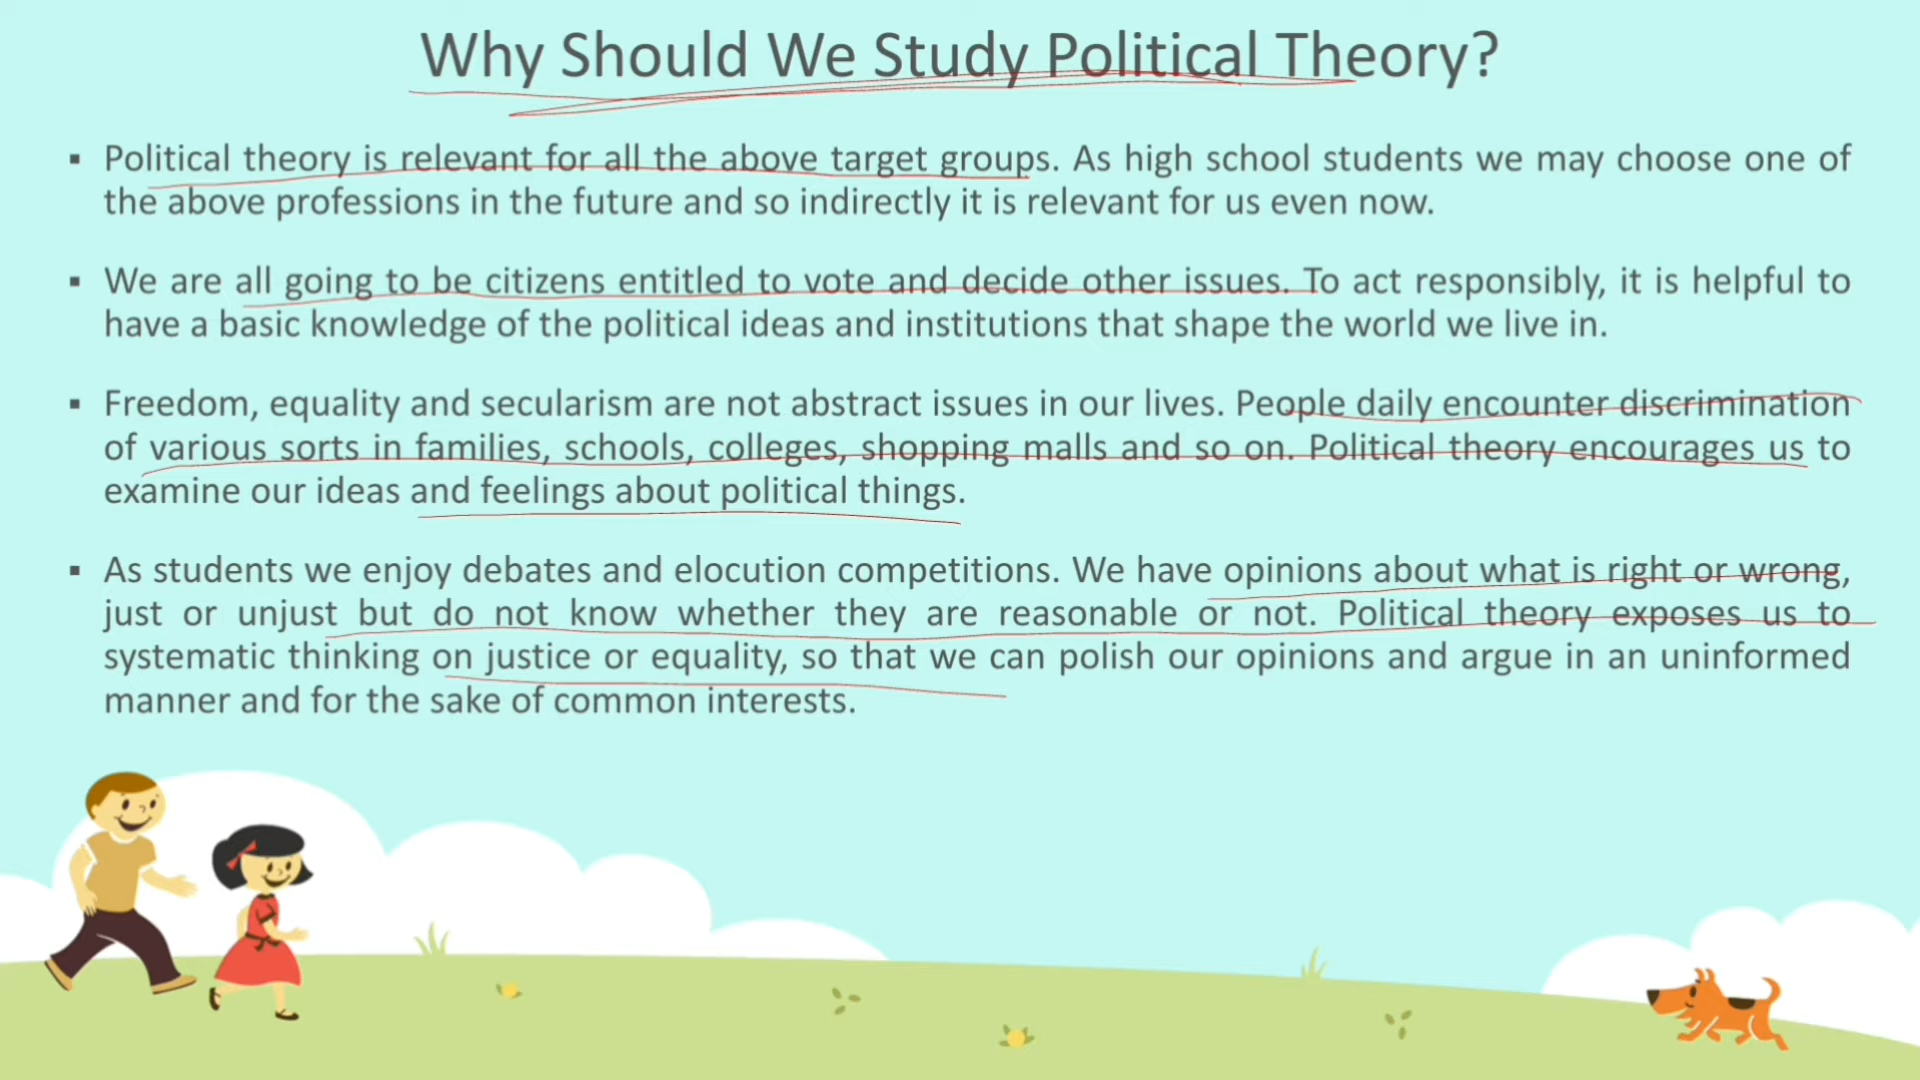 Why Should We Study Political Theory?
▪ Political theory is relevant for all the above target groups. As high school students we may choose one of
the above professions in the future and so indirectly it is relevant for us even now.
▪ We are all going to be citizens entitled to vote and decide other issues. To act responsibly, it is helpful to
have a basic knowledge of the political ideas and institutions that shape the world we live in.
▪ Freedom, equality and secularism are not abstract issues in our lives. People daily encounter discrimination
of various sorts in families, schools, colleges, shopping malls and so on. Political theory encourages us to
examine our ideas and feelings about political things.
▪ As students we enjoy debates and elocution competitions. We have opinions about what is right or wrong,
just or unjust but do not know whether they are reasonable or not. Political theory exposes us to
systematic thinking on justice or equality, so that we can polish our opinions and argue in an uninformed
manner and for the sake of common interests.